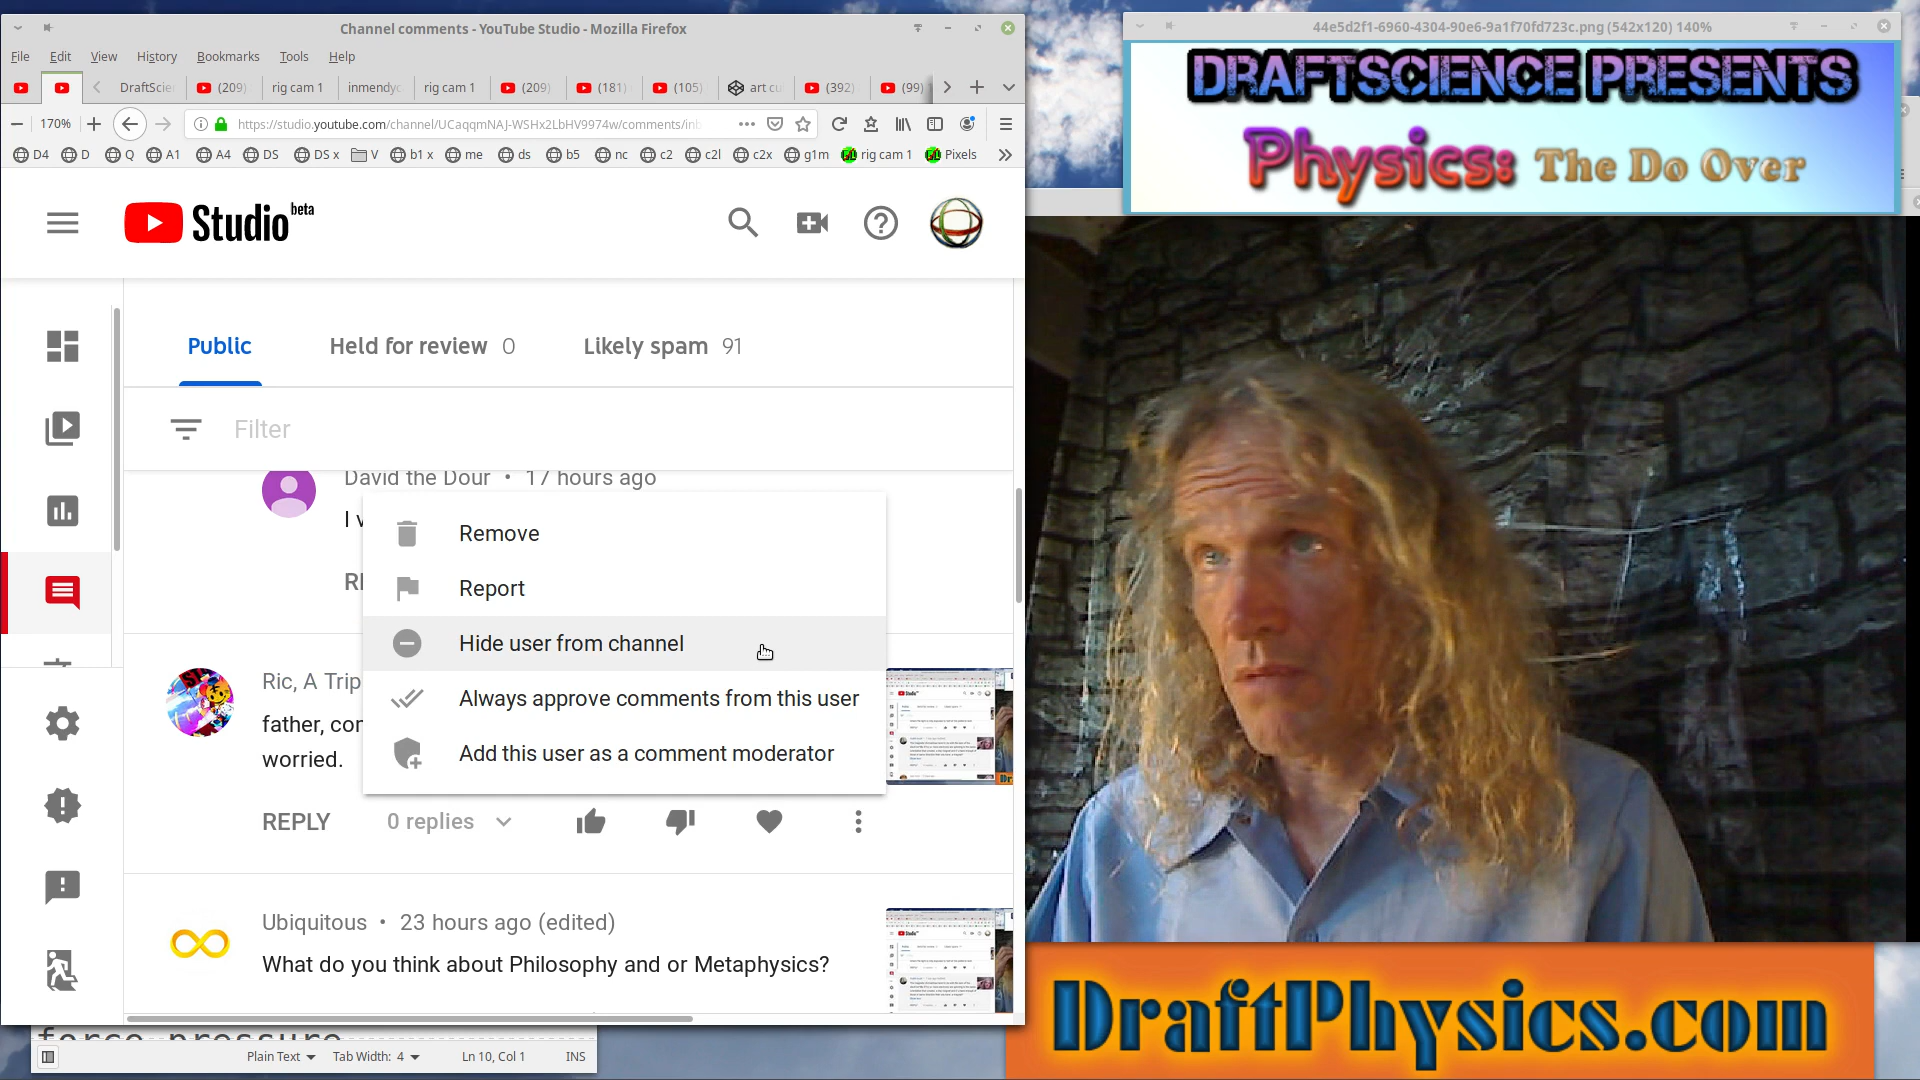 Channel comments - YouTube Studio - Mozilla Firefox
File Edit View History Bookmarks Tools Help
DraftScie (209) rig cam 1 inmendyc rig cam 1 (209) (181) (105) art cu (392) (99)
170% https://studio.youtube.com/channel/UCaqqmNAJ-WSHx2LbHV9974w/comments/inb
D4 D Q A1 A4 DS DS x V b1 x me ds b5 nc c2 c2l c2x g1m rig cam 1 Pixels
Studio beta
Public Held for review 0 Likely spam 91
Filter
David the Dour • 17 hours ago
I v
Remove
Report
Hide user from channel
Always approve comments from this user
Add this user as a comment moderator
Ric, A Trip
father, cor
worried.
REPLY 0 replies
Ubiquitous • 23 hours ago (edited)
What do you think about Philosophy and or Metaphysics?
force pressure
Plain Text Tab Width: 4 Ln 10, Col 1 INS
44e5d2f1-6960-4304-90e6-9a1f70fd723c.png (542x120) 140%
DRAFTSCIENCE PRESENTS
Physics: The Do Over
DraftPhysics.com